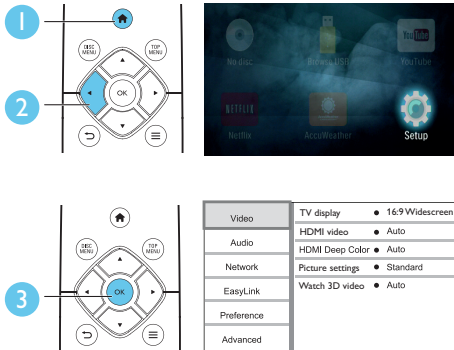 1
DISC
MENU
TOP
MENU
OK
2
No disc
Browse USB
YouTube
NETFLIX
Netflix
AccuWeather
Setup
DISC
MENU
TOP
MENU
OK
3
Video
Audio
Network
EasyLink
Preference
Advanced
TV display ● 16:9 Widescreen
HDMI video ● Auto
HDMI Deep Color ● Auto
Picture settings ● Standard
Watch 3D video ● Auto